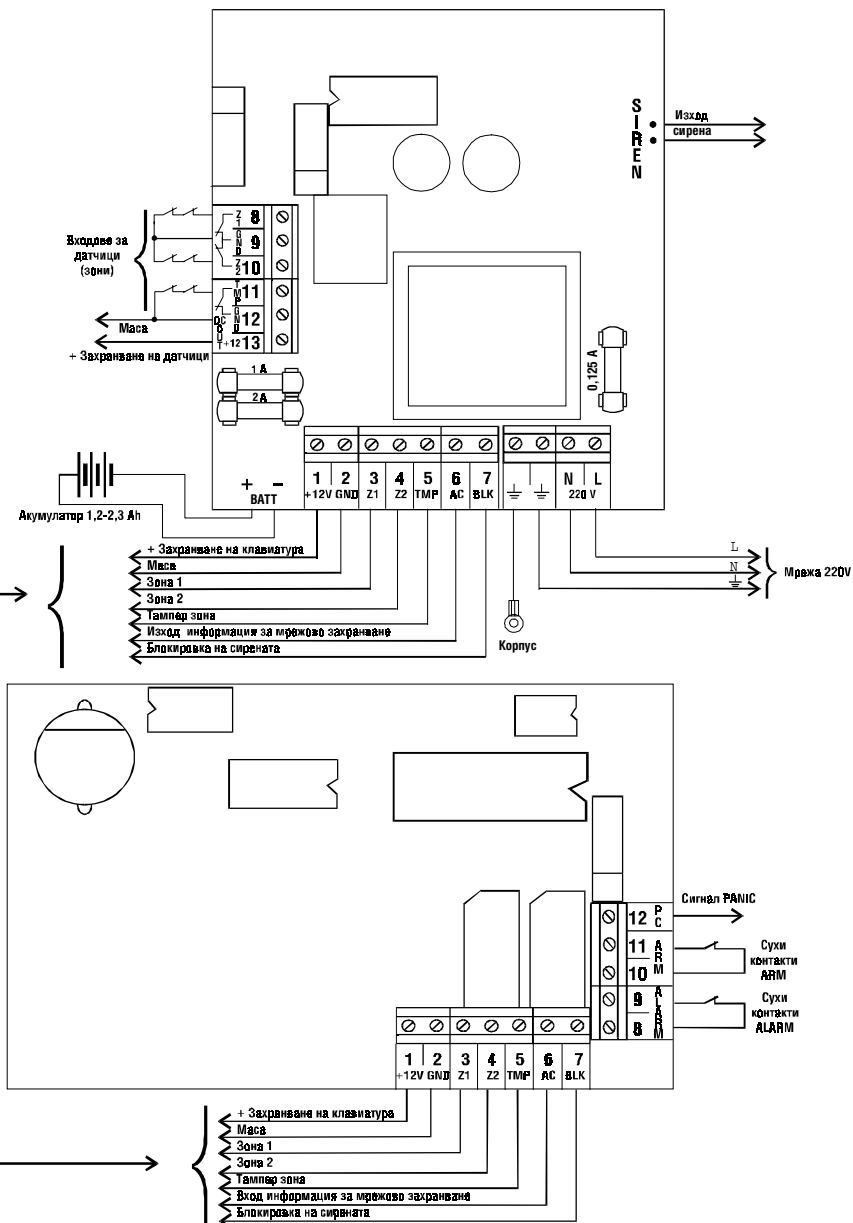 SIREN
Изход
сирена
Входове за
датчици
(зони)
Z1 8
GND 9
Z2 10
TMP 11
GND 12
+12 13
DC OUT
Маса
+ Захранване на датчици
1 A
2 A
0,125 A
+ −
BATT
1 2 3 4 5 6 7
+12V GND Z1 Z2 TMP AC BLK
N L
220 V
Акумулатор 1,2-2,3 Ah
+ Захранване на клавиатура
Маса
Зона 1
Зона 2
Тампер зона
Изход информация за мрежово захранване
Блокировка на сирената
Корпус
L
N
Мрежа 220V
12 PC
11 ARM
10
9 ALARM
8
Сигнал PANIC
Сухи
контакти
ARM
Сухи
контакти
ALARM
1 2 3 4 5 6 7
+12V GND Z1 Z2 TMP AC BLK
+ Захранване на клавиатура
Маса
Зона 1
Зона 2
Тампер зона
Вход информация за мрежово захранване
Блокировка на сирената